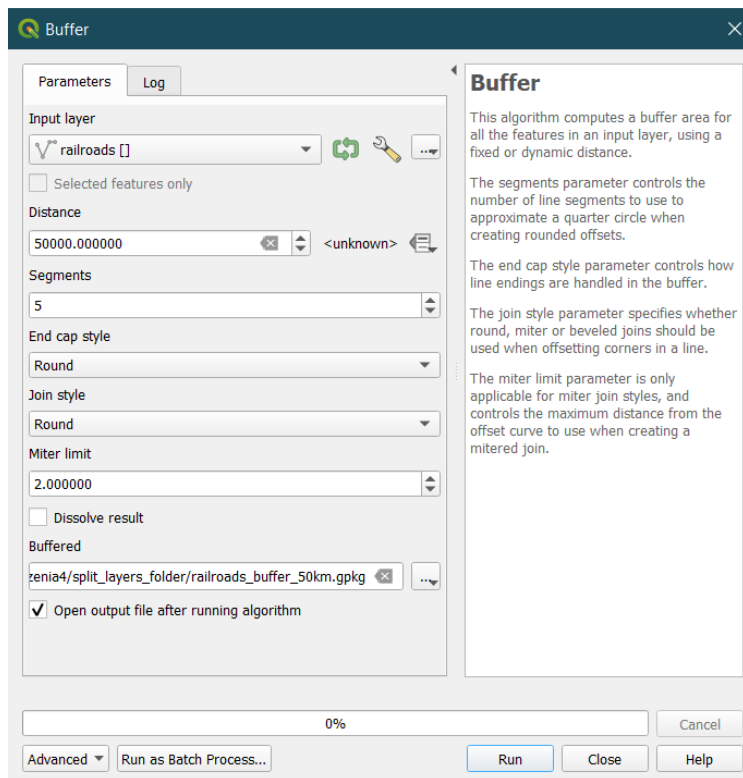 Buffer
Parameters Log
Input layer
railroads []
...
Selected features only
Distance
50000.000000 <unknown>
Segments
5
End cap style
Round
Join style
Round
Miter limit
2.000000
Dissolve result
Buffered
zenia4/split_layers_folder/railroads_buffer_50km.gpkg ...
Open output file after running algorithm
Buffer
This algorithm computes a buffer area for
all the features in an input layer, using a
fixed or dynamic distance.
The segments parameter controls the
number of line segments to use to
approximate a quarter circle when
creating rounded offsets.
The end cap style parameter controls how
line endings are handled in the buffer.
The join style parameter specifies whether
round, miter or beveled joins should be
used when offsetting corners in a line.
The miter limit parameter is only
applicable for miter join styles, and
controls the maximum distance from the
offset curve to use when creating a
mitered join.
0% Cancel
Advanced Run as Batch Process... Run Close Help